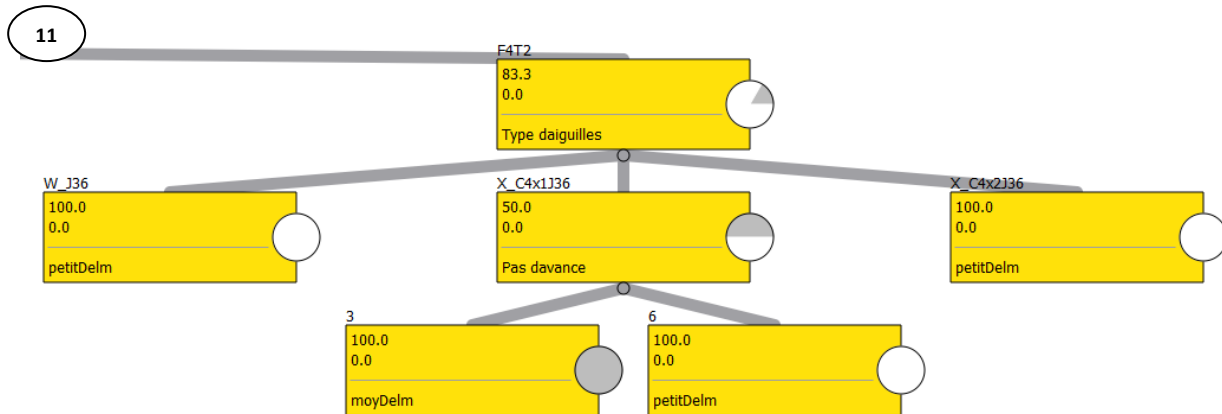 11
F4T2
83.3
0.0
Type daiguilles
W_J36
100.0
0.0
petitDelm
X_C4x1J36
50.0
0.0
Pas davance
X_C4x2J36
100.0
0.0
petitDelm
3
100.0
0.0
moyDelm
6
100.0
0.0
petitDelm